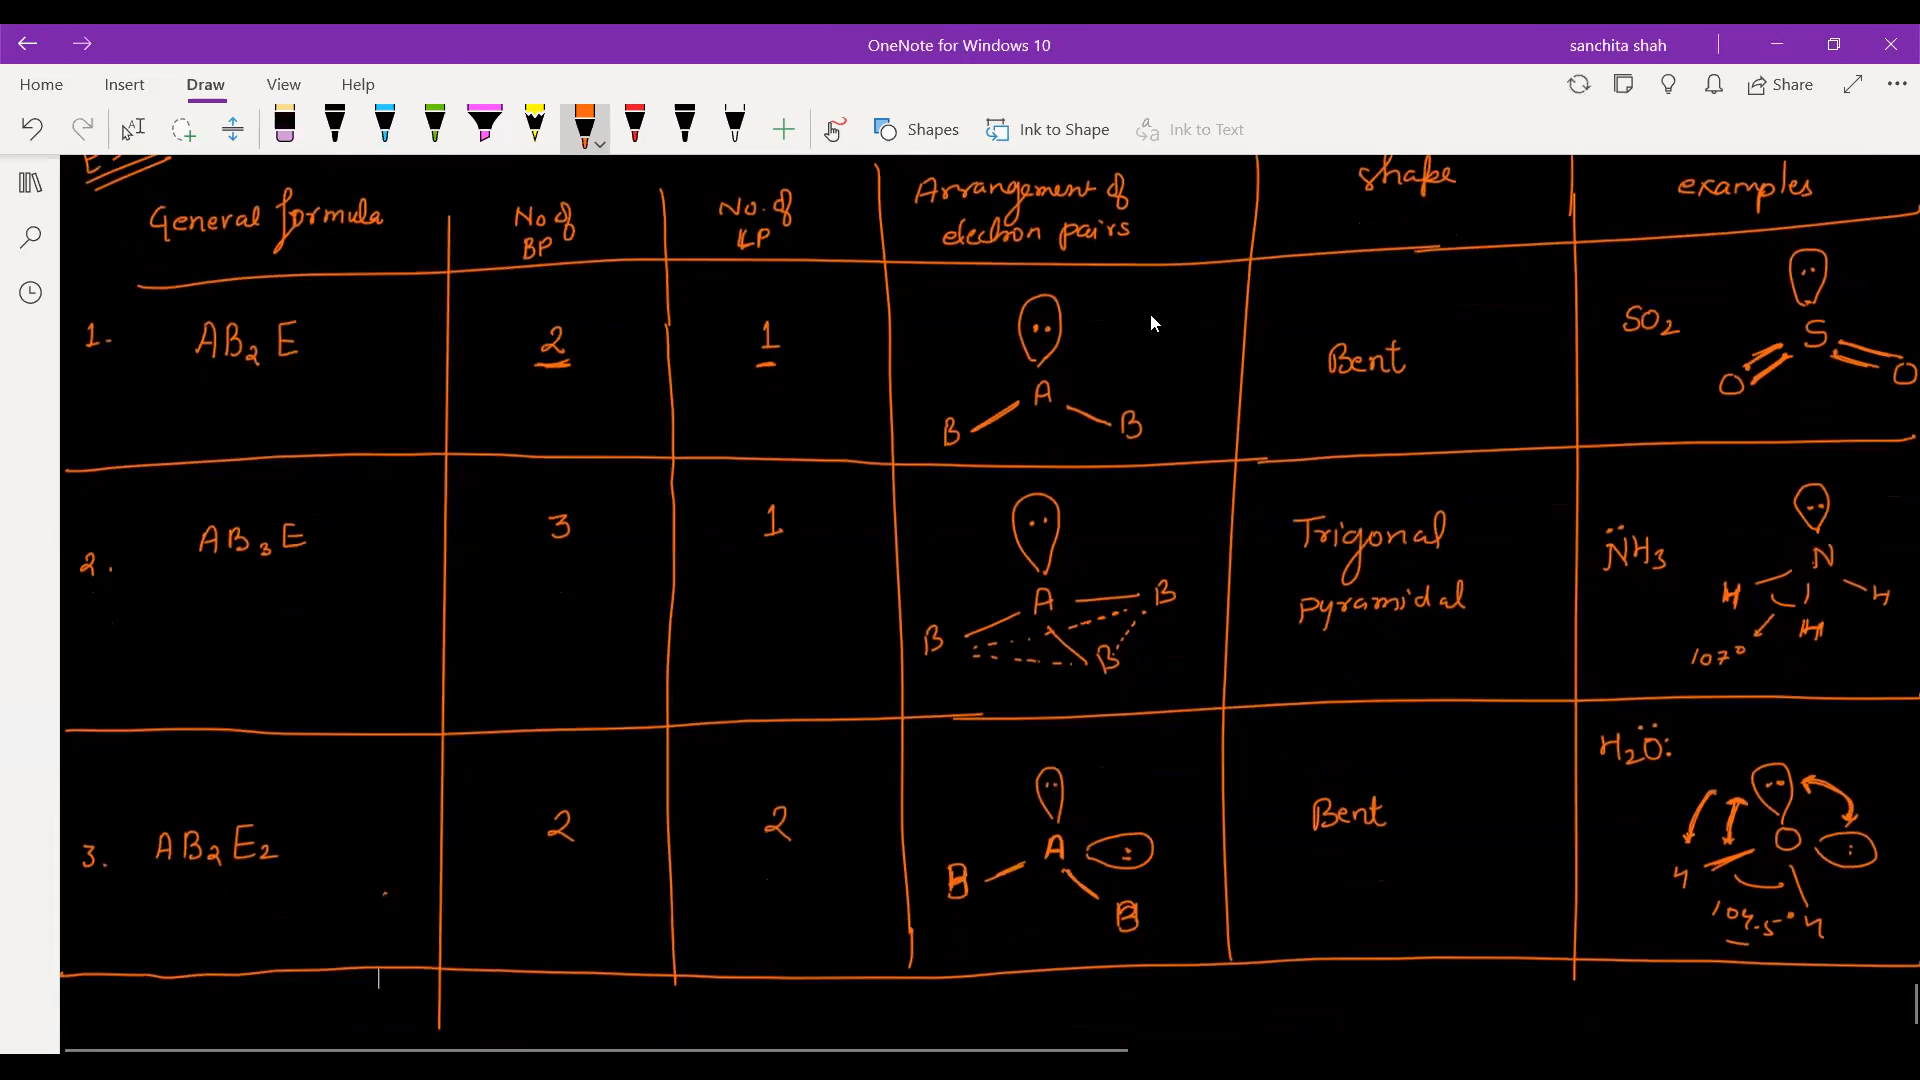 OneNote for Windows 10
sanchita shah
Home Insert Draw View Help
Share
Shapes
Ink to Shape
Ink to Text
General formula
No of
BP
No. of
LP
Arrangement of
electron pairs
shape
examples
1. AB₂E
2
1
A
B B
Bent
SO₂
S
O O
2. AB₃E
3
1
A B
B
B
Trigonal
pyramidal
NH₃
N
H H
H
107°
3. AB₂E₂
2
2
A
B
B
Bent
H₂O:
O
H
104.5° H